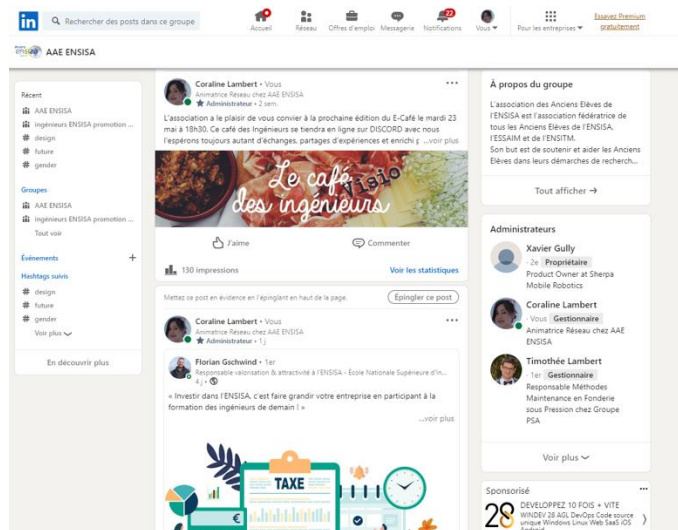 in
Rechercher des posts dans ce groupe
Accueil
Réseau
Offres d'emploi
Messagerie
22
Notifications
Vous
Pour les entreprises
Essayez Premium
gratuitement
AAE ENSISA
Récent
AAE ENSISA
ingénieurs ENSISA promotion ...
# design
# future
# gender
Groupes
AAE ENSISA
ingénieurs ENSISA promotion ...
Tout voir
Événements +
Hashtags suivis
# design
# future
# gender
Voir plus
En découvrir plus
Coraline Lambert • Vous
Animatrice Réseau chez AAE ENSISA
Administrateur • 2 sem.
L'association a le plaisir de vous convier à la prochaine édition du E-Café le mardi 23
mai à 18h30. Ce café des Ingénieurs se tiendra en ligne sur DISCORD avec nous
l'espérons toujours autant d'échanges, partages d'expériences et enrichi ...voir plus
Le café
Visio
des ingénieurs
J'aime
Commenter
130 impressions
Voir les statistiques
Mettez ce post en évidence en l'épinglant en haut de la page.
Épingler ce post
Coraline Lambert • Vous
Animatrice Réseau chez AAE ENSISA
Administrateur • 1 j
Florian Gschwind • 1er
Responsable valorisation & attractivité à l'ENSISA - École Nationale Supérieure d'In...
4 j •
« Investir dans l'ENSISA, c'est faire grandir votre entreprise en participant à la
formation des ingénieurs de demain ! »
...voir plus
TAXE
€
À propos du groupe
L'association des Anciens Elèves de
l'ENSISA est l'association fédératrice de
tous les Anciens Elèves de l'ENSISA,
l'ESSAIM et de l'ENSITM.
Son but est de soutenir et aider les Anciens
Elèves dans leurs démarches de recherch...
Tout afficher →
Administrateurs
Xavier Gully
· 2e Propriétaire
Product Owner at Sherpa
Mobile Robotics
Coraline Lambert
· Vous Gestionnaire
Animatrice Réseau chez AAE
ENSISA
Timothée Lambert
· 1er Gestionnaire
Responsable Méthodes
Maintenance en Fonderie
sous Pression chez Groupe
PSA
Voir plus
Sponsorisé
28
DEVELOPPEZ 10 FOIS + VITE
WINDEV 28 AGL DevOps Code source
unique Windows Linux Web SaaS iOS
Android